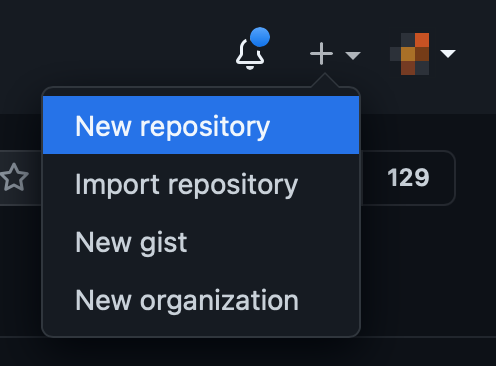 New repository
Import repository
129
New gist
New organization